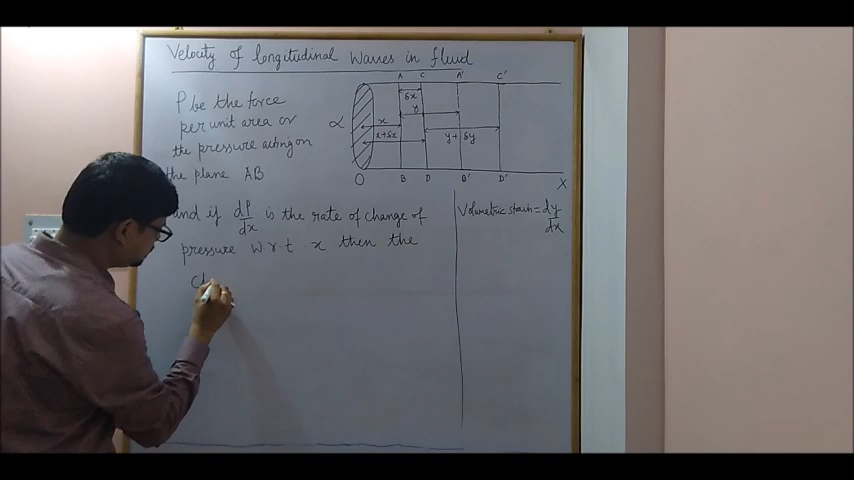 Velocity of longitudinal Waves in fluid
P be the force
per unit area or
the pressure acting on
the plane AB
and if dP/dx is the rate of change of
pressure w.r.t. x then the
ch
A C A' C'
δx
y
x
α
x+δx
y+δy
O B D B' D' X
Volumetric strain = dy/dx